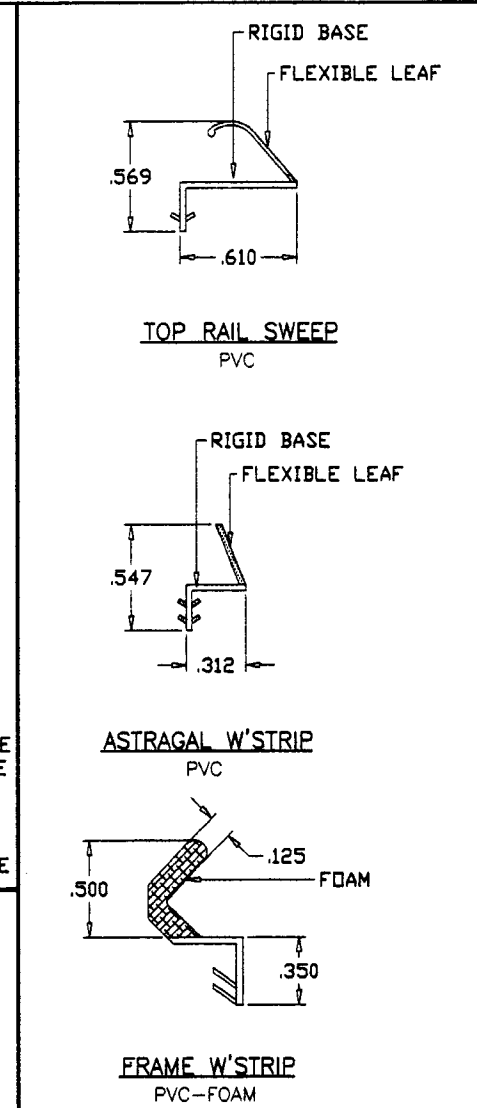 RIGID BASE
FLEXIBLE LEAF
.569
.610
TOP RAIL SWEEP
PVC
RIGID BASE
FLEXIBLE LEAF
.547
.312
ASTRAGAL W'STRIP
PVC
E
E
E
.125
FOAM
.500
.350
FRAME W'STRIP
PVC-FOAM